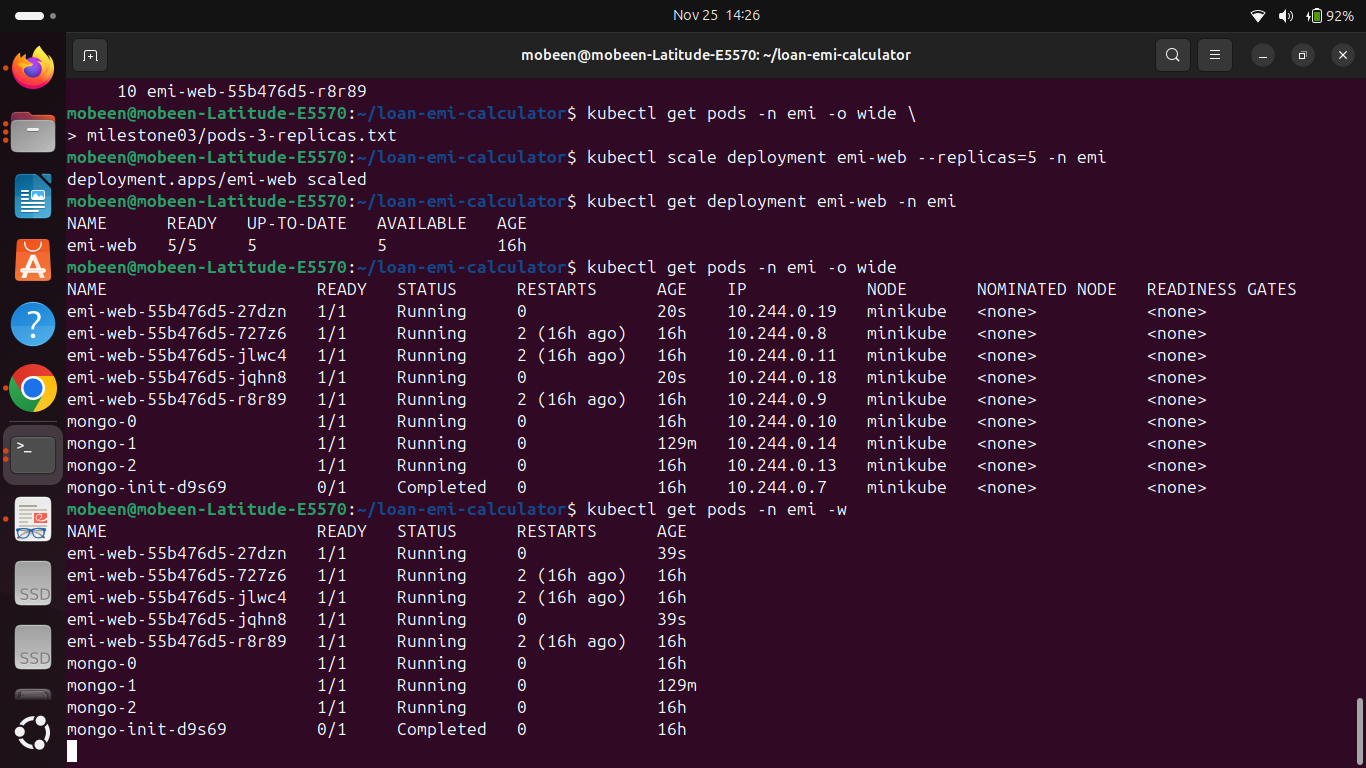 Nov 25 14:26
92%
mobeen@mobeen-Latitude-E5570: ~/loan-emi-calculator
10 emi-web-55b476d5-r8r89
mobeen@mobeen-Latitude-E5570:~/loan-emi-calculator$ kubectl get pods -n emi -o wide \
> milestone03/pods-3-replicas.txt
mobeen@mobeen-Latitude-E5570:~/loan-emi-calculator$ kubectl scale deployment emi-web --replicas=5 -n emi
deployment.apps/emi-web scaled
mobeen@mobeen-Latitude-E5570:~/loan-emi-calculator$ kubectl get deployment emi-web -n emi
NAME READY UP-TO-DATE AVAILABLE AGE
emi-web 5/5 5 5 16h
mobeen@mobeen-Latitude-E5570:~/loan-emi-calculator$ kubectl get pods -n emi -o wide
NAME READY STATUS RESTARTS AGE IP NODE NOMINATED NODE READINESS GATES
emi-web-55b476d5-27dzn 1/1 Running 0 20s 10.244.0.19 minikube <none> <none>
emi-web-55b476d5-727z6 1/1 Running 2 (16h ago) 16h 10.244.0.8 minikube <none> <none>
emi-web-55b476d5-jlwc4 1/1 Running 2 (16h ago) 16h 10.244.0.11 minikube <none> <none>
emi-web-55b476d5-jqhn8 1/1 Running 0 20s 10.244.0.18 minikube <none> <none>
emi-web-55b476d5-r8r89 1/1 Running 2 (16h ago) 16h 10.244.0.9 minikube <none> <none>
mongo-0 1/1 Running 0 16h 10.244.0.10 minikube <none> <none>
mongo-1 1/1 Running 0 129m 10.244.0.14 minikube <none> <none>
mongo-2 1/1 Running 0 16h 10.244.0.13 minikube <none> <none>
mongo-init-d9s69 0/1 Completed 0 16h 10.244.0.7 minikube <none> <none>
mobeen@mobeen-Latitude-E5570:~/loan-emi-calculator$ kubectl get pods -n emi -w
NAME READY STATUS RESTARTS AGE
emi-web-55b476d5-27dzn 1/1 Running 0 39s
emi-web-55b476d5-727z6 1/1 Running 2 (16h ago) 16h
emi-web-55b476d5-jlwc4 1/1 Running 2 (16h ago) 16h
emi-web-55b476d5-jqhn8 1/1 Running 0 39s
emi-web-55b476d5-r8r89 1/1 Running 2 (16h ago) 16h
mongo-0 1/1 Running 0 16h
mongo-1 1/1 Running 0 129m
mongo-2 1/1 Running 0 16h
mongo-init-d9s69 0/1 Completed 0 16h
SSD
SSD